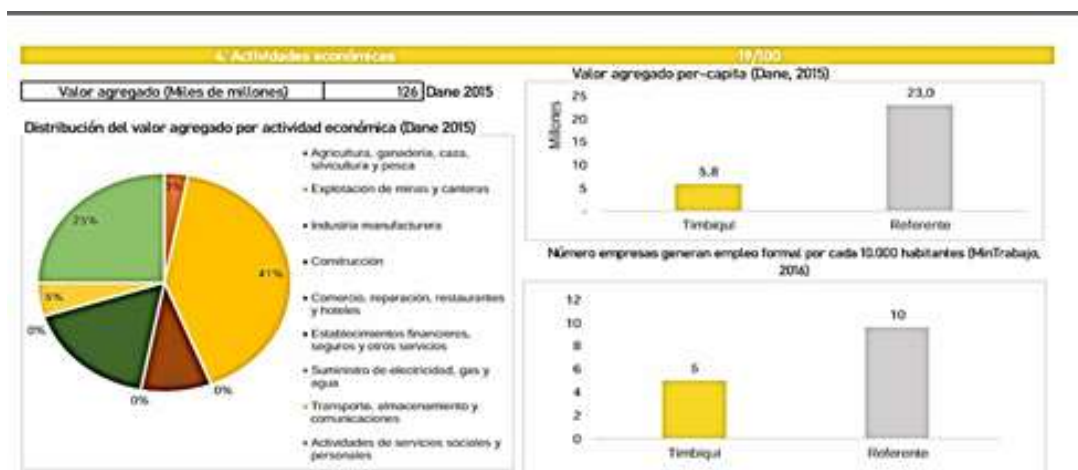 4. Actividades económicas
19/100
Valor agregado (Miles de millones) 126 Dane 2015
Distribución del valor agregado por actividad económica (Dane 2015)
3%
41%
0%
0%
0%
5%
25%
• Agricultura, ganadería, caza,
silvicultura y pesca
• Explotación de minas y canteras
• Industria manufacturera
• Construcción
• Comercio, reparación, restaurantes
y hoteles
• Establecimientos financieros,
seguros y otros servicios
• Suministro de electricidad, gas y
agua
• Transporte, almacenamiento y
comunicaciones
• Actividades de servicios sociales y
personales
Valor agregado per-capita (Dane, 2015)
Millones
25
20
15
10
5
-
5,8
23,0
Timbiquí
Referente
Número empresas generan empleo formal por cada 10.000 habitantes (MinTrabajo,
2016)
12
10
8
6
4
2
0
5
10
Timbiquí
Referente